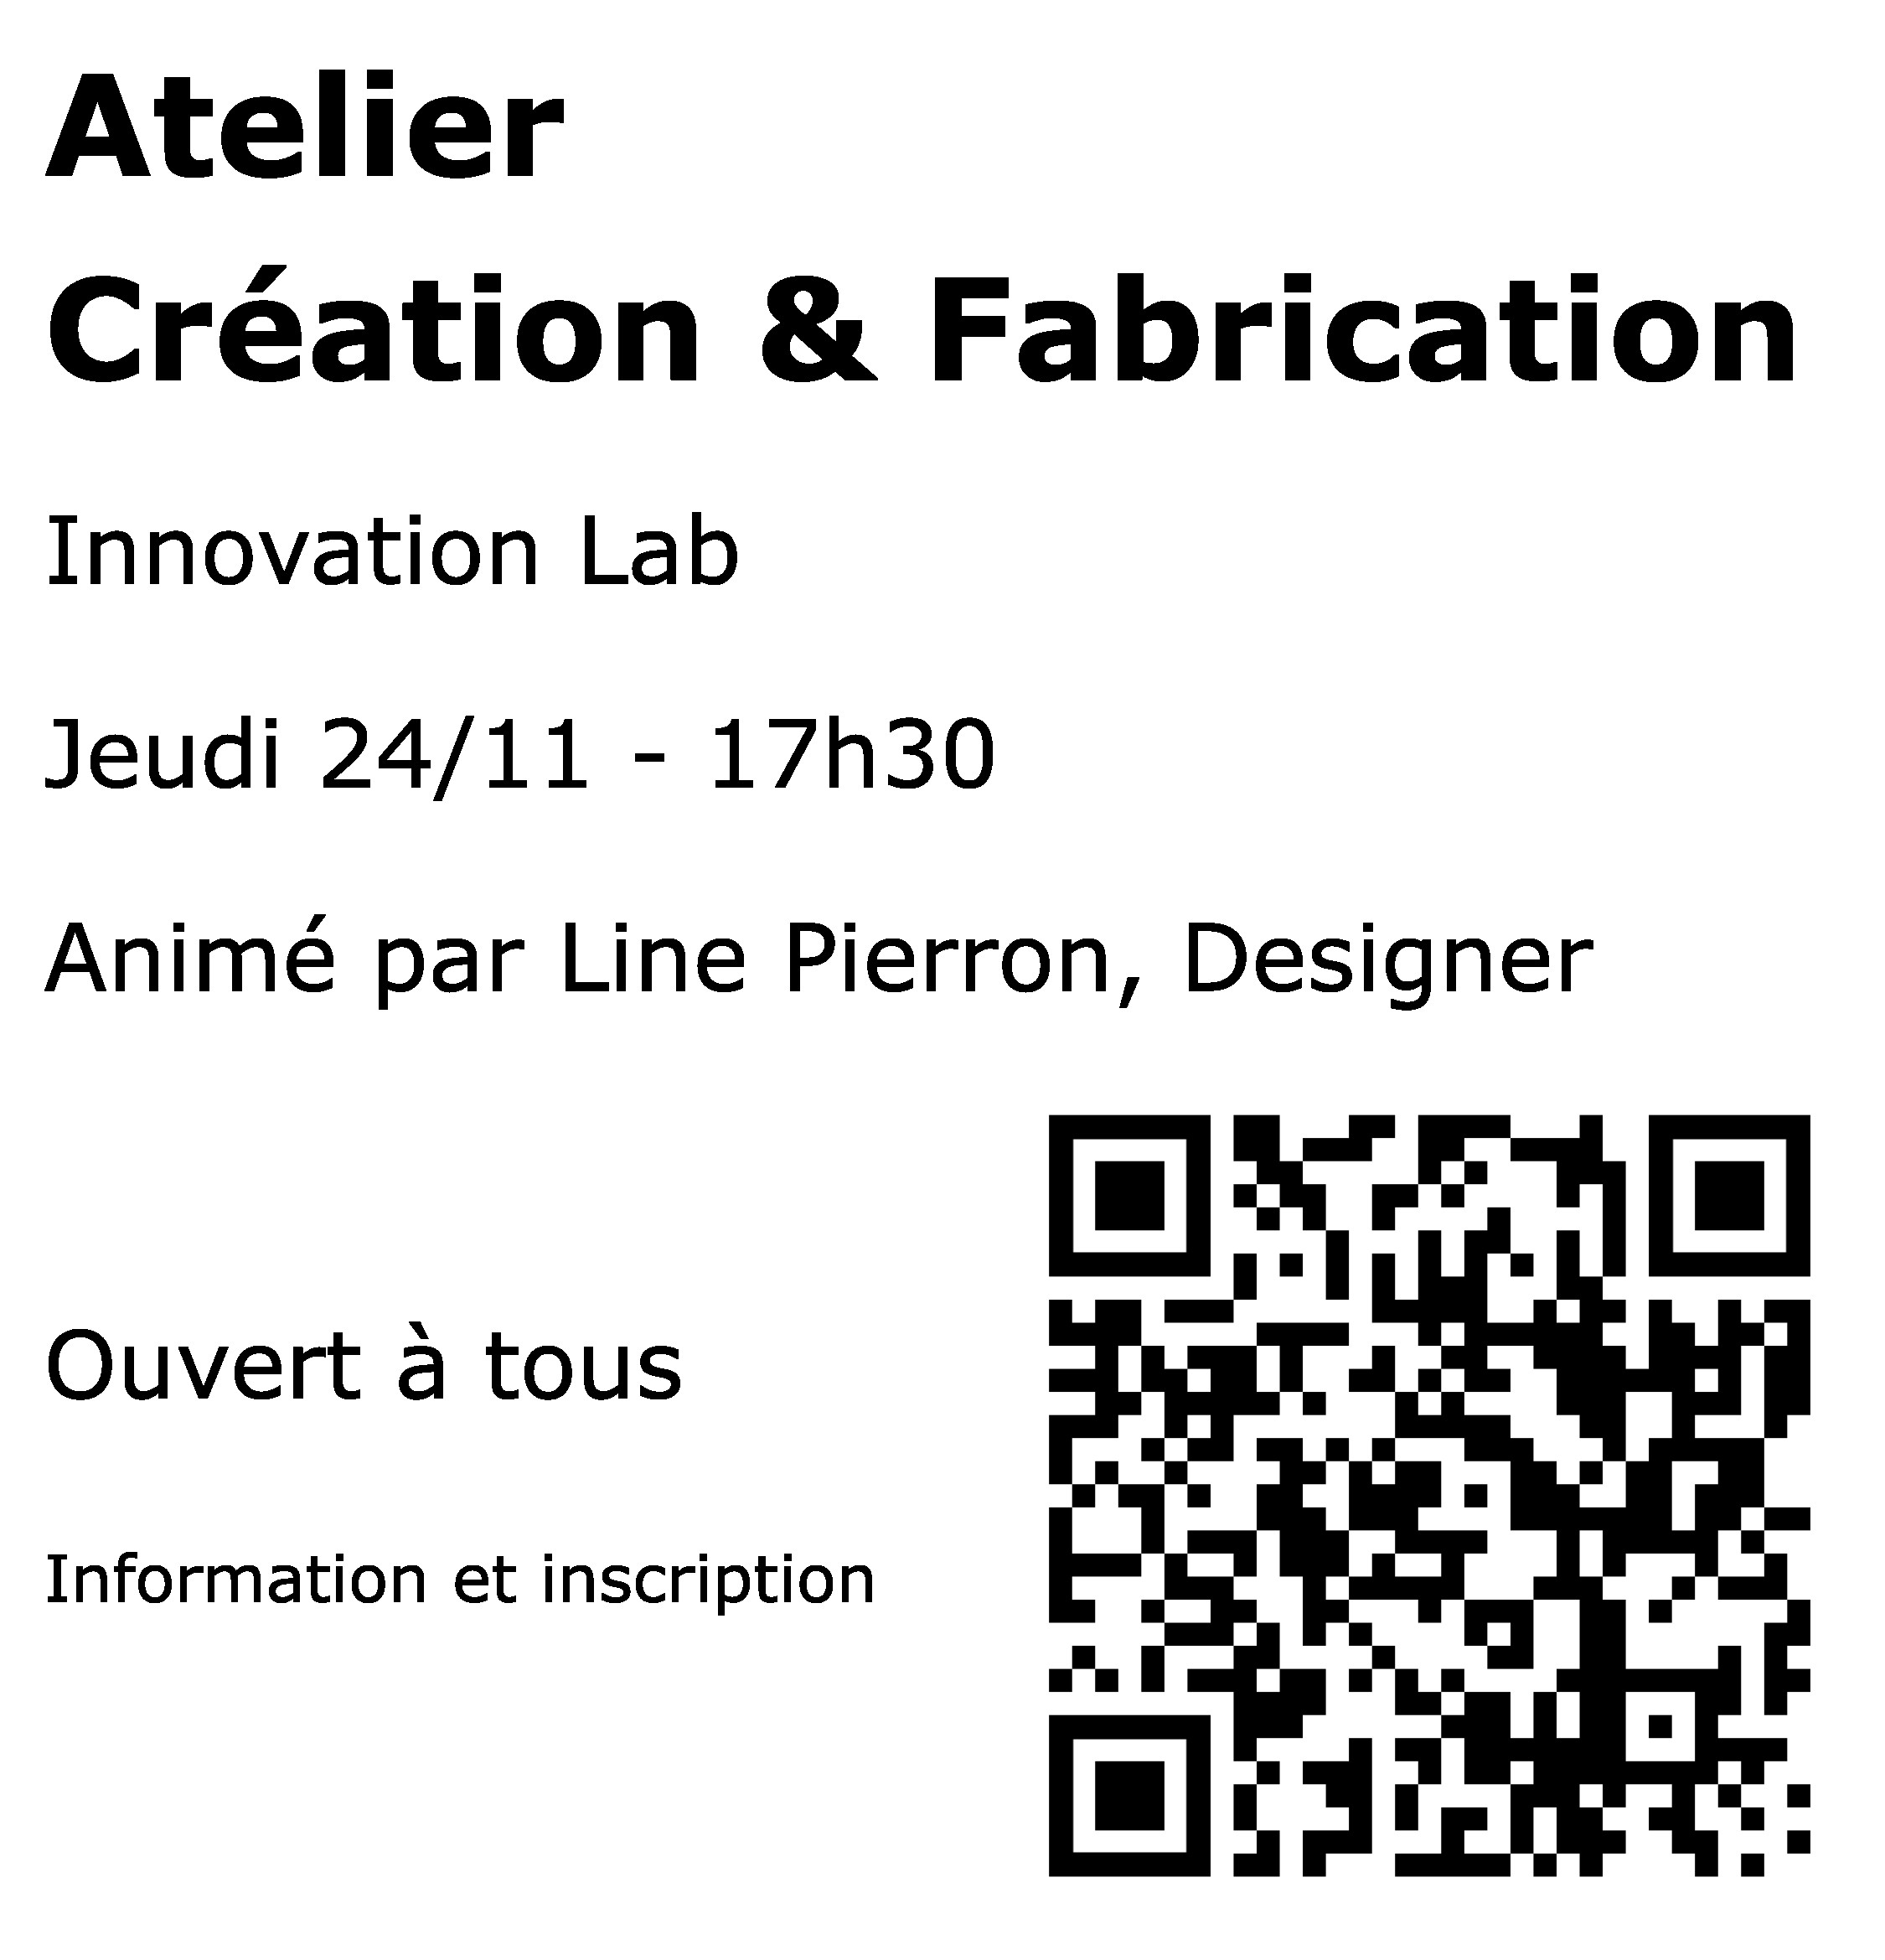 Atelier
Création & Fabrication
Innovation Lab
Jeudi 24/11 - 17h30
Animé par Line Pierron, Designer
Ouvert à tous
Information et inscription